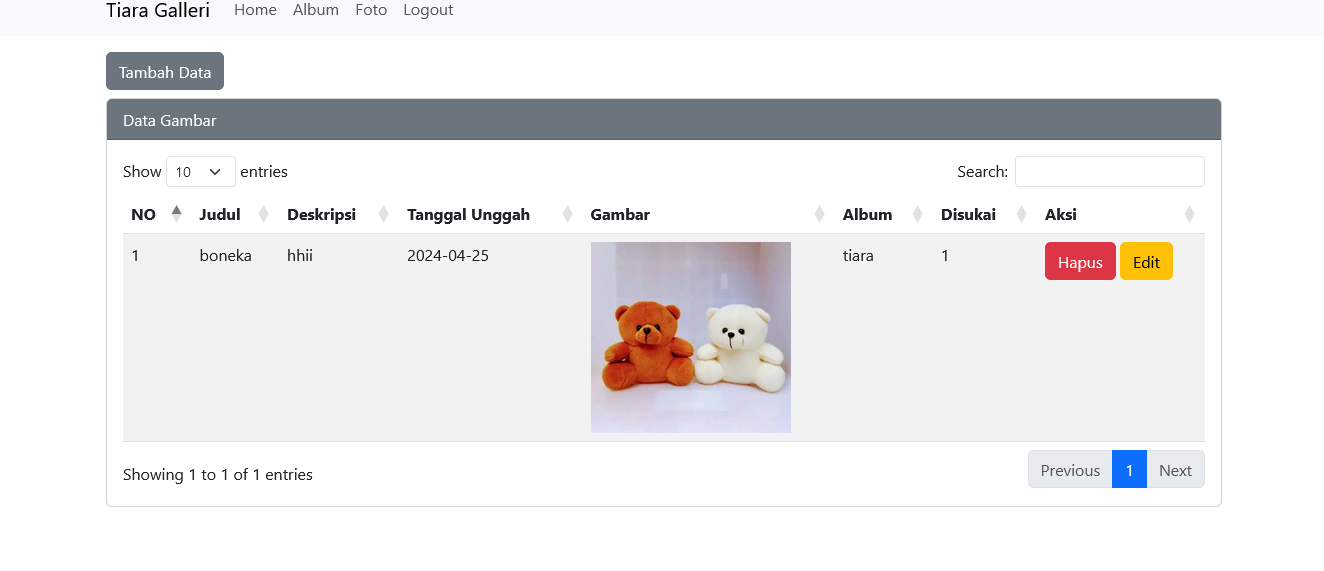 Tiara Galleri Home Album Foto Logout
Tambah Data
Data Gambar
Show 10 entries Search:
NO Judul Deskripsi Tanggal Unggah Gambar Album Disukai Aksi
1 boneka hhii 2024-04-25 tiara 1 Hapus Edit
Showing 1 to 1 of 1 entries Previous 1 Next